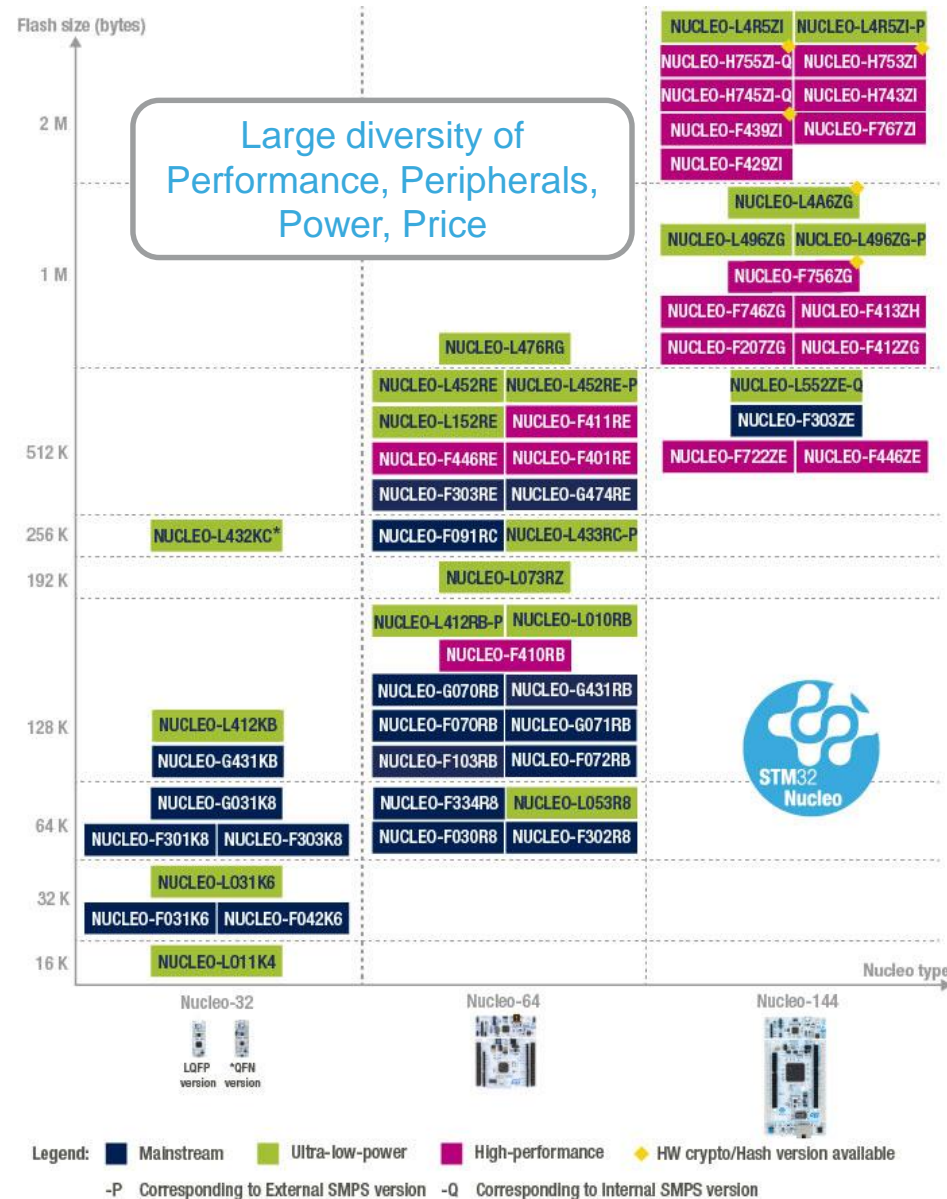 Flash size (bytes)
NUCLEO-L4R5ZI NUCLEO-L4R5ZI-P
NUCLEO-H755ZI-Q NUCLEO-H753ZI
NUCLEO-H745ZI-Q NUCLEO-H743ZI
2 M
NUCLEO-F439ZI NUCLEO-F767ZI
NUCLEO-F429ZI
Large diversity of
Performance, Peripherals,
Power, Price
NUCLEO-L4A6ZG
NUCLEO-L496ZG NUCLEO-L496ZG-P
1 M
NUCLEO-F756ZG
NUCLEO-F746ZG NUCLEO-F413ZH
NUCLEO-L476RG NUCLEO-F207ZG NUCLEO-F412ZG
NUCLEO-L452RE NUCLEO-L452RE-P NUCLEO-L552ZE-Q
NUCLEO-L152RE NUCLEO-F411RE NUCLEO-F303ZE
512 K NUCLEO-F446RE NUCLEO-F401RE NUCLEO-F722ZE NUCLEO-F446ZE
NUCLEO-F303RE NUCLEO-G474RE
256 K NUCLEO-L432KC* NUCLEO-F091RC NUCLEO-L433RC-P
192 K NUCLEO-L073RZ
NUCLEO-L412RB-P NUCLEO-L010RB
NUCLEO-F410RB
NUCLEO-G070RB NUCLEO-G431RB
128 K NUCLEO-L412KB NUCLEO-F070RB NUCLEO-G071RB
NUCLEO-G431KB NUCLEO-F103RB NUCLEO-F072RB
STM32
Nucleo
NUCLEO-G031K8 NUCLEO-F334R8 NUCLEO-L053R8
64 K
NUCLEO-F301K8 NUCLEO-F303K8 NUCLEO-F030R8 NUCLEO-F302R8
NUCLEO-L031K6
32 K
NUCLEO-F031K6 NUCLEO-F042K6
16 K NUCLEO-L011K4
Nucleo type
Nucleo-32 Nucleo-64 Nucleo-144
LQFP *QFN
version version
Legend: Mainstream Ultra-low-power High-performance HW crypto/Hash version available
-P Corresponding to External SMPS version -Q Corresponding to Internal SMPS version